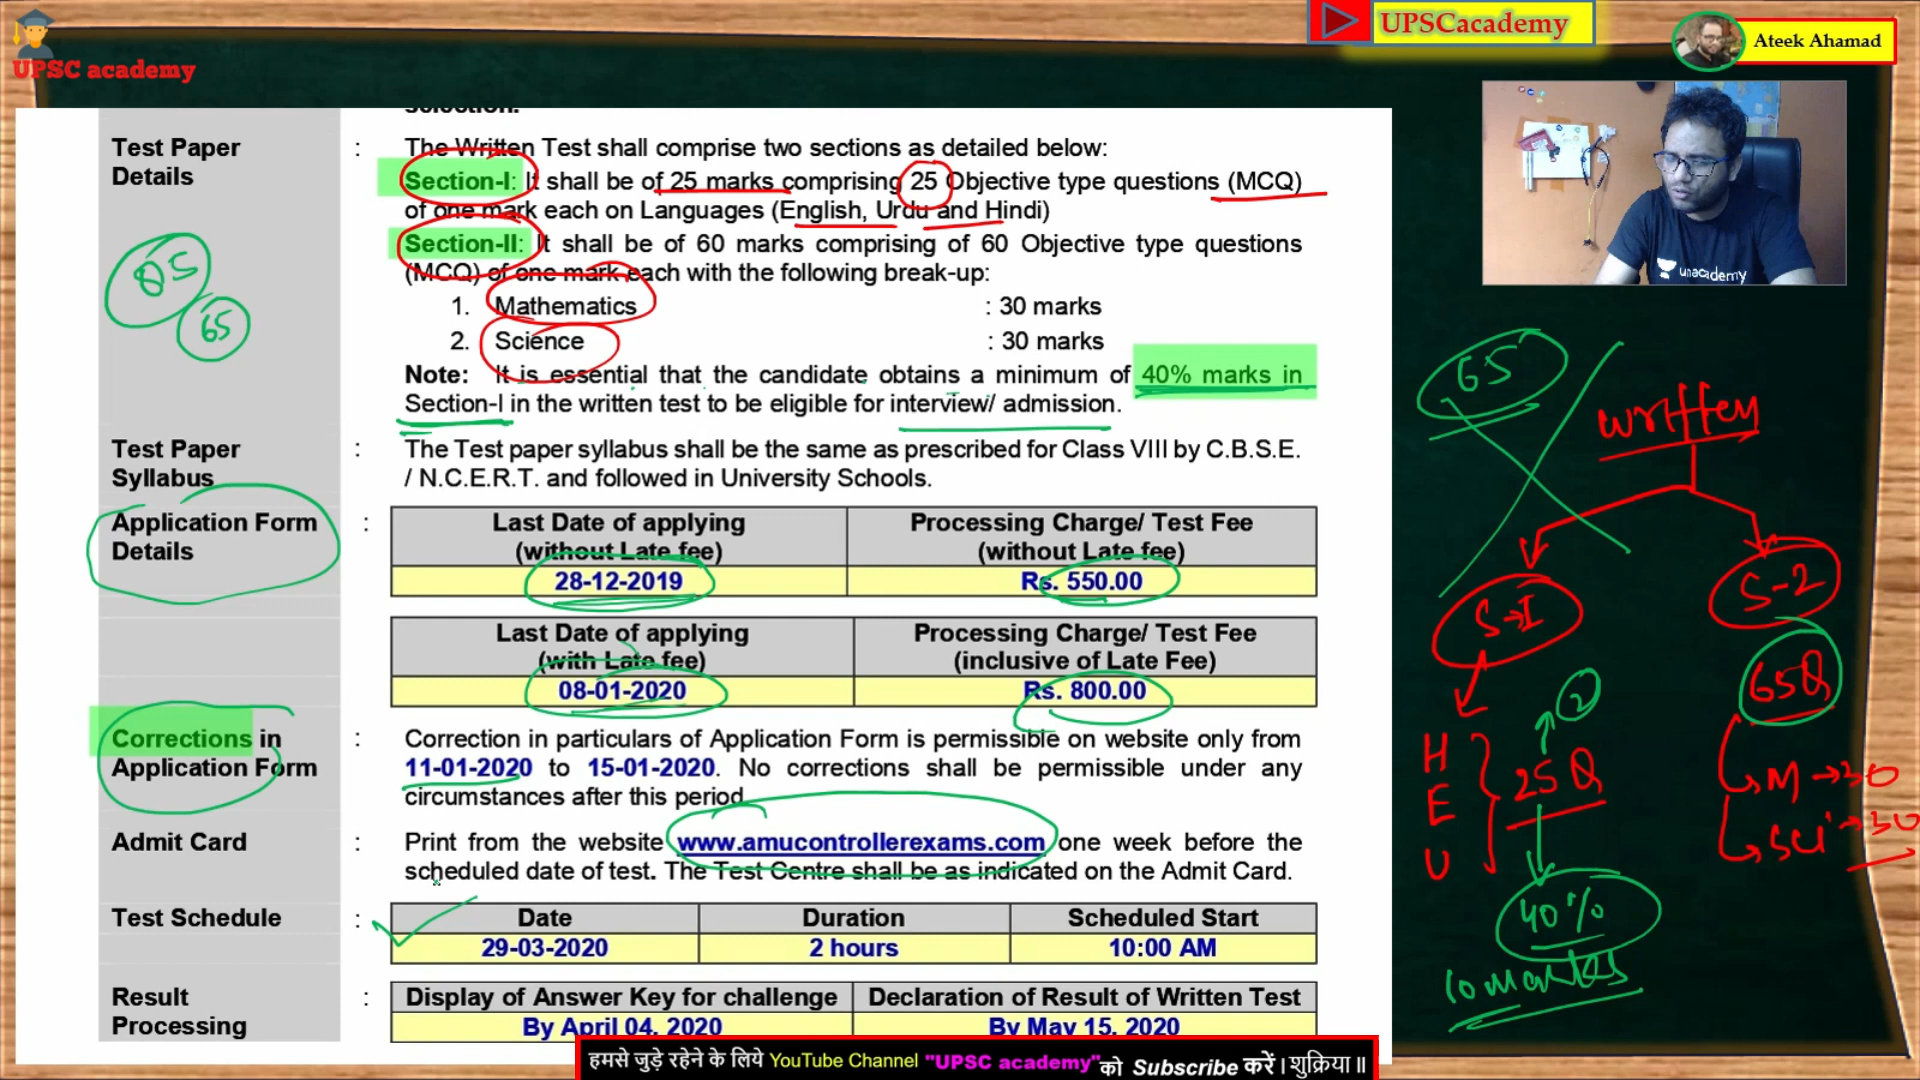 UPSC academy
UPSCacademy
Ateek Ahamad
selection.
Test Paper Details : The Written Test shall comprise two sections as detailed below:
Section-I: It shall be of 25 marks comprising 25 Objective type questions (MCQ)
of one mark each on Languages (English, Urdu and Hindi)
Section-II: It shall be of 60 marks comprising of 60 Objective type questions
(MCQ) of one mark each with the following break-up:
1. Mathematics : 30 marks
2. Science : 30 marks
Note: It is essential that the candidate obtains a minimum of 40% marks in
Section-I in the written test to be eligible for interview/ admission.
85
65
Test Paper Syllabus : The Test paper syllabus shall be the same as prescribed for Class VIII by C.B.S.E.
/ N.C.E.R.T. and followed in University Schools.
Application Form Details :
Last Date of applying (without Late fee) Processing Charge/ Test Fee (without Late fee)
28-12-2019 Rs. 550.00
Last Date of applying (with Late fee) Processing Charge/ Test Fee (inclusive of Late Fee)
08-01-2020 Rs. 800.00
Corrections in Application Form : Correction in particulars of Application Form is permissible on website only from
11-01-2020 to 15-01-2020. No corrections shall be permissible under any
circumstances after this period
Admit Card : Print from the website www.amucontrollerexams.com one week before the
scheduled date of test. The Test Centre shall be as indicated on the Admit Card.
Test Schedule : Date Duration Scheduled Start
29-03-2020 2 hours 10:00 AM
Result Processing : Display of Answer Key for challenge Declaration of Result of Written Test
By April 04, 2020 By May 15, 2020
unacademy
65
written
S-I
S-2
65Q
2
H
E
U
25Q
M→30
Sci→30
40%
10 marks
हमसे जुड़े रहेने के लिये YouTube Channel "UPSC academy" को Subscribe करें । शुक्रिया ॥